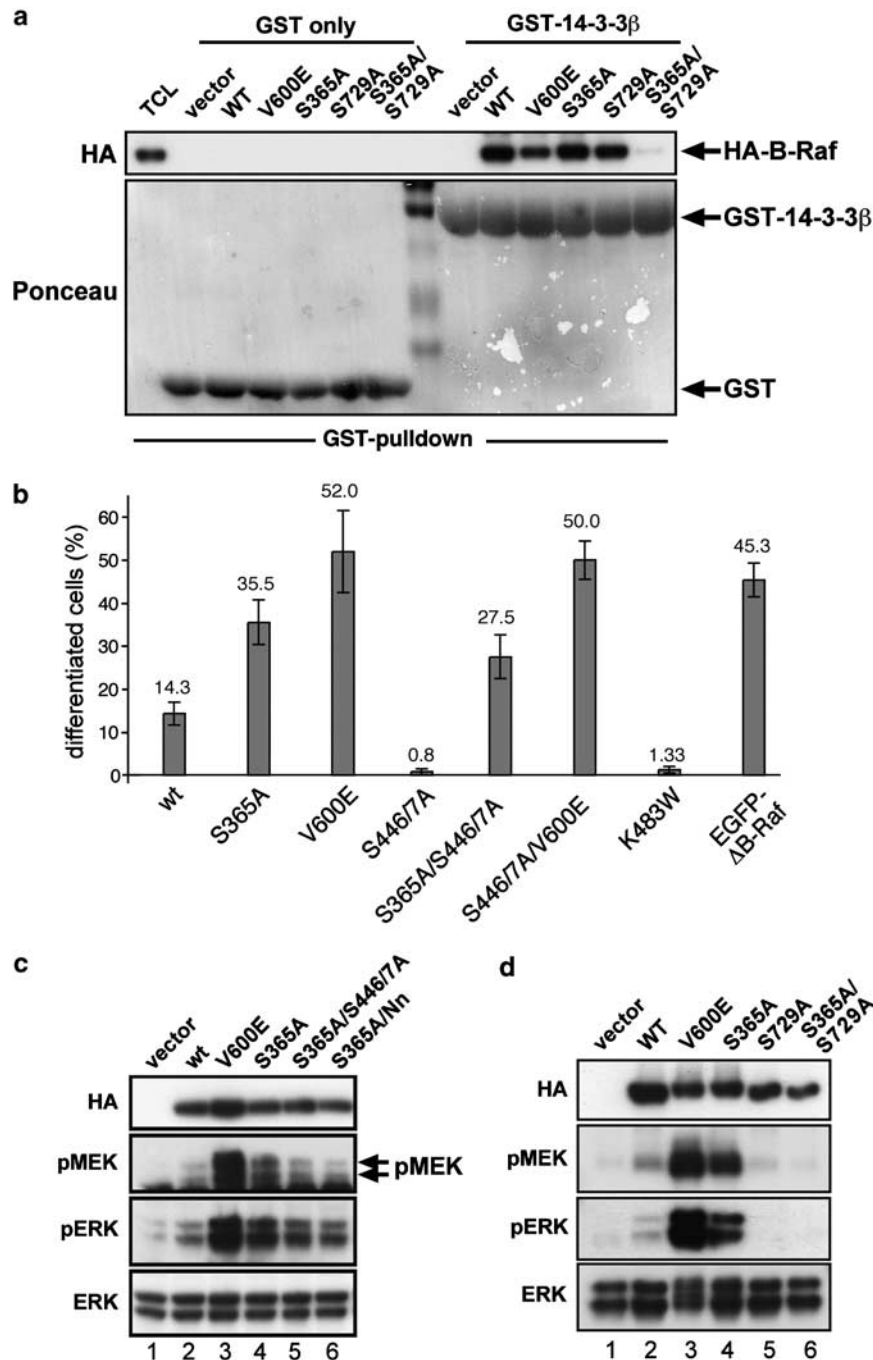 a
GST only
GST-14-3-3β
TCL
vector
WT
V600E
S365A
S729A
S365A/
S729A
vector
WT
V600E
S365A
S729A
S365A/
S729A
HA
HA-B-Raf
Ponceau
GST-14-3-3β
GST
GST-pulldown
b
differentiated cells (%)
60
50
40
30
20
10
0
14.3
35.5
52.0
0.8
27.5
50.0
1.33
45.3
wt
S365A
V600E
S446/7A
S365A/S446/7A
S446/7A/V600E
K483W
EGFP-
ΔB-Raf
c
vector
wt
V600E
S365A
S365A/S446/7A
S365A/Nn
HA
pMEK
pMEK
pERK
ERK
1 2 3 4 5 6
d
vector
WT
V600E
S365A
S729A
S365A/
S729A
HA
pMEK
pERK
ERK
1 2 3 4 5 6